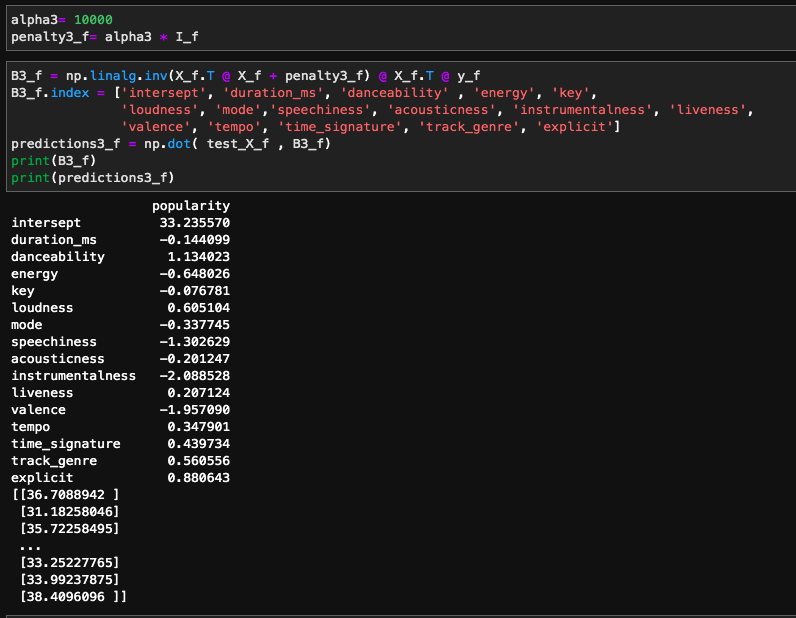 alpha3= 10000
penalty3_f= alpha3 * I_f
B3_f = np.linalg.inv(X_f.T @ X_f + penalty3_f) @ X_f.T @ y_f
B3_f.index = ['intersept', 'duration_ms', 'danceability' , 'energy', 'key',
'loudness', 'mode','speechiness', 'acousticness', 'instrumentalness', 'liveness',
'valence', 'tempo', 'time_signature', 'track_genre', 'explicit']
predictions3_f = np.dot( test_X_f , B3_f)
print(B3_f)
print(predictions3_f)
popularity
intersept 33.235570
duration_ms -0.144099
danceability 1.134023
energy -0.648026
key -0.076781
loudness 0.605104
mode -0.337745
speechiness -1.302629
acousticness -0.201247
instrumentalness -2.088528
liveness 0.207124
valence -1.957090
tempo 0.347901
time_signature 0.439734
track_genre 0.560556
explicit 0.880643
[[36.7088942 ]
[31.18258046]
[35.72258495]
...
[33.25227765]
[33.99237875]
[38.4096096 ]]